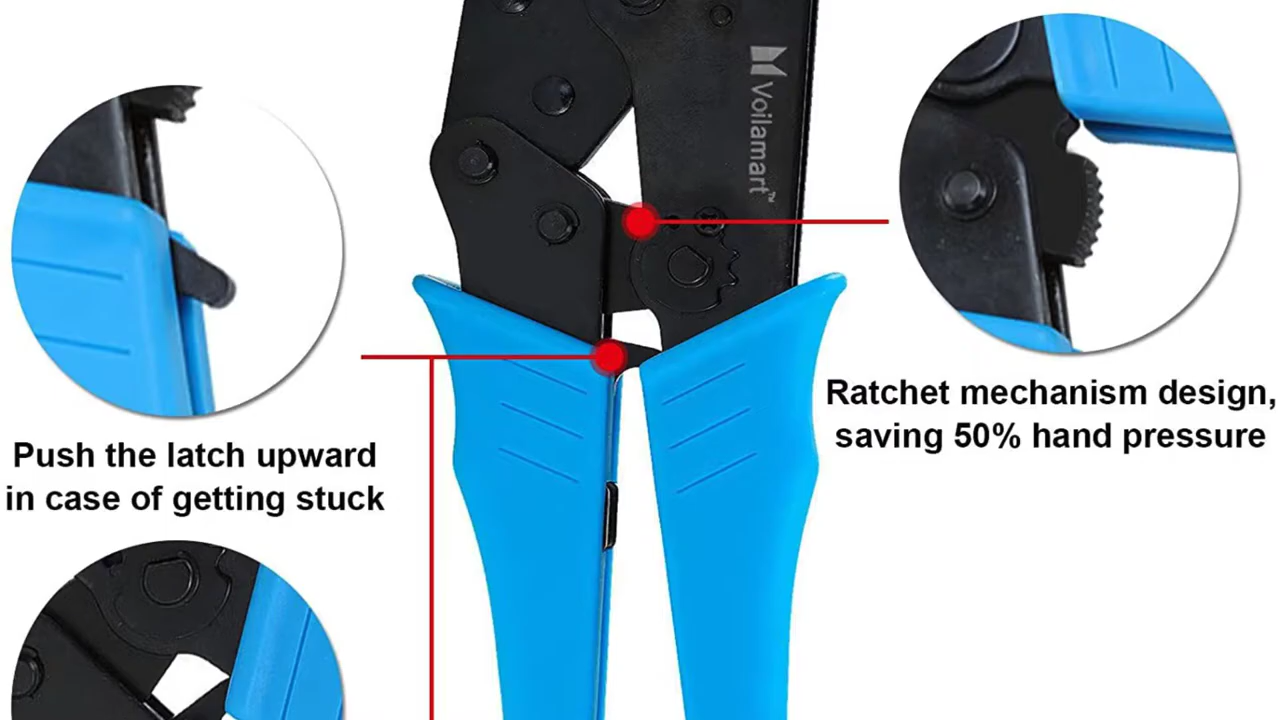 Voilamart™
Push the latch upward
in case of getting stuck
Ratchet mechanism design,
saving 50% hand pressure